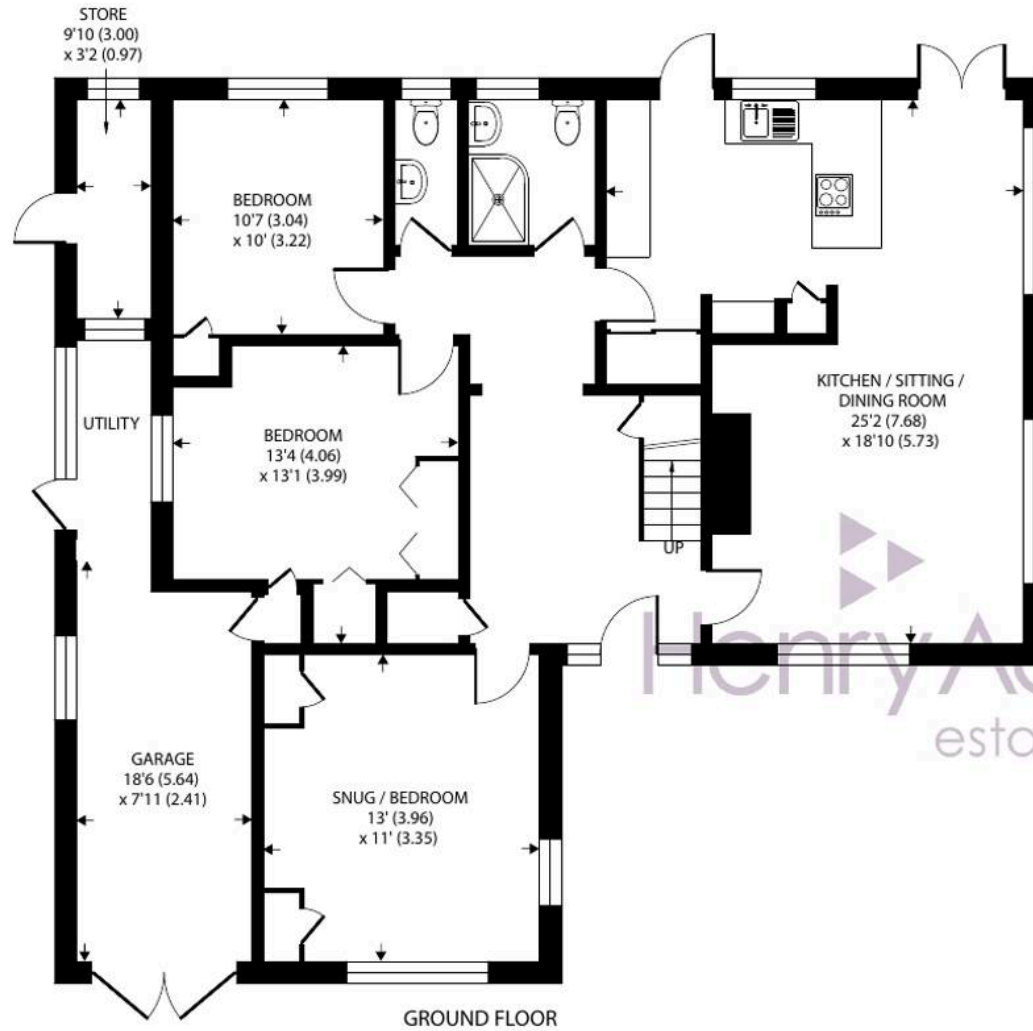 STORE
9'10 (3.00)
x 3'2 (0.97)
BEDROOM
10'7 (3.04)
x 10' (3.22)
KITCHEN / SITTING /
DINING ROOM
25'2 (7.68)
x 18'10 (5.73)
UTILITY
BEDROOM
13'4 (4.06)
x 13'1 (3.99)
UP
Henry
GARAGE
18'6 (5.64)
x 7'11 (2.41)
SNUG / BEDROOM
13' (3.96)
x 11' (3.35)
GROUND FLOOR